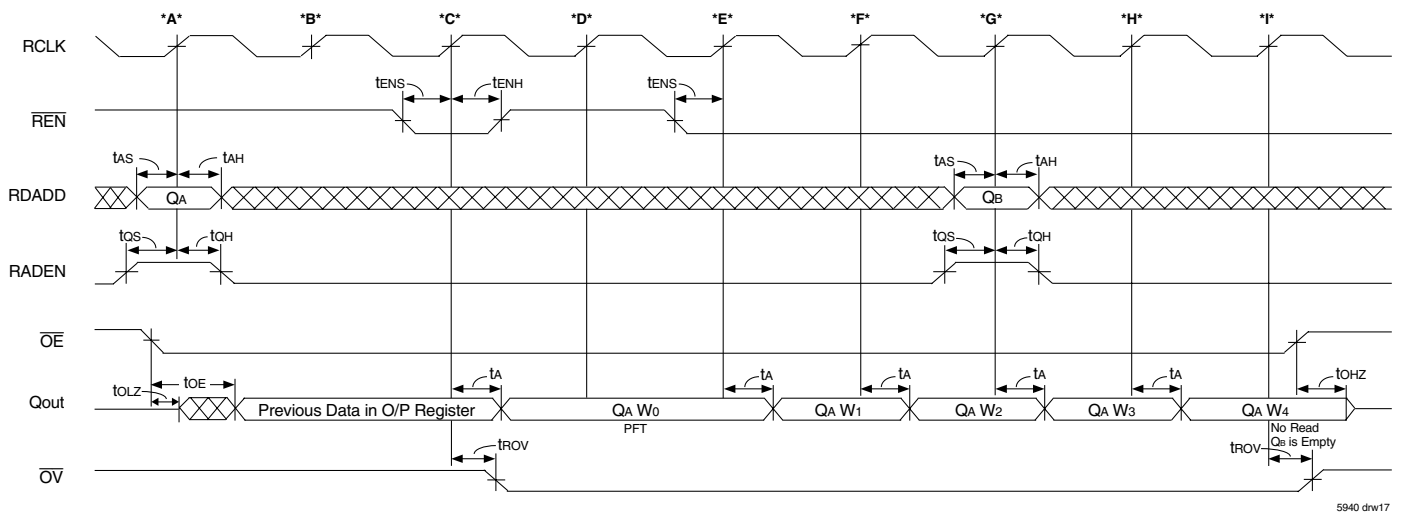 *A* *B* *C* *D* *E* *F* *G* *H* *I*
RCLK
tENS tENH tENS
REN
tAS tAH tAS tAH
RDADD QA QB
tQS tQH tQS tQH
RADEN
OE
tOLZ tOE tA tA tA tA tA tOHZ
Qout Previous Data in O/P Register QA W0 QA W1 QA W2 QA W3 QA W4
PFT No Read
QB is Empty
tROV tROV
OV
5940 drw17